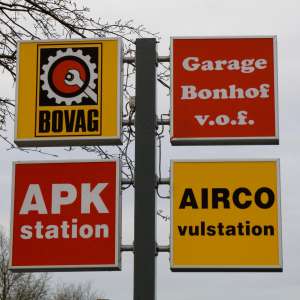 BOVAG
Garage
Bonhof
v.o.f.
APK
station
AIRCO
vulstation